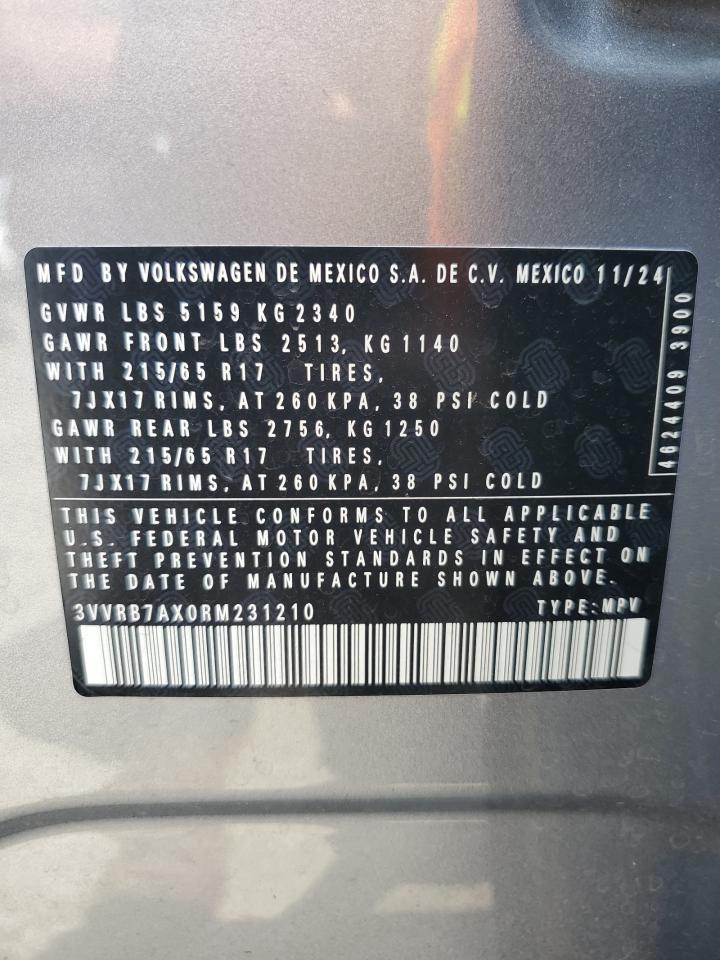 MFD BY VOLKSWAGEN DE MEXICO S.A. DE C.V. MEXICO 11/24
GVWR LBS 5159 KG 2340
GAWR FRONT LBS 2513, KG 1140
WITH 215/65 R17 TIRES,
7JX17 RIMS, AT 260 KPA, 38 PSI COLD
GAWR REAR LBS 2756, KG 1250
WITH 215/65 R17 TIRES,
7JX17 RIMS, AT 260 KPA, 38 PSI COLD
4624409 3900
THIS VEHICLE CONFORMS TO ALL APPLICABLE
U.S. FEDERAL MOTOR VEHICLE SAFETY AND
THEFT PREVENTION STANDARDS IN EFFECT ON
THE DATE OF MANUFACTURE SHOWN ABOVE.
3VVRB7AX0RM231210 TYPE: MPV